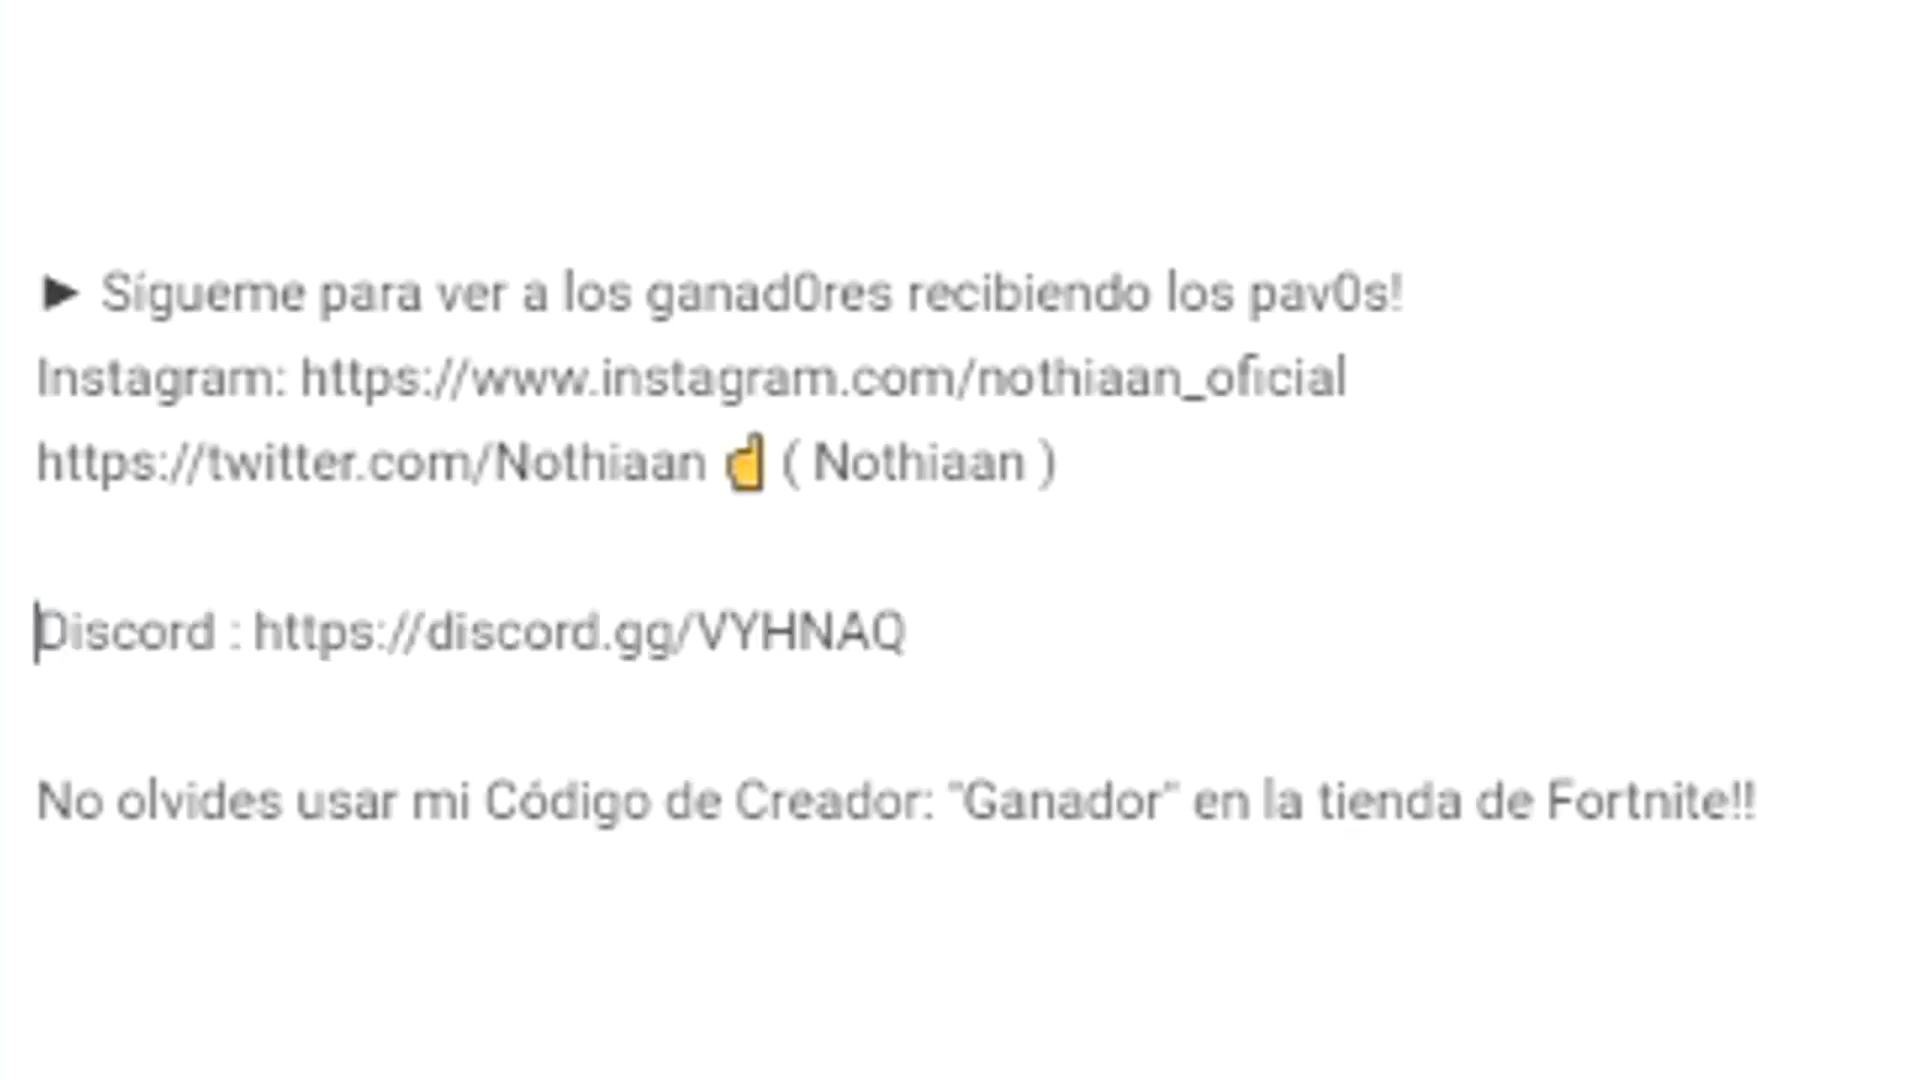 ► Sígueme para ver a los ganad0res recibiendo los pav0s!
Instagram: https://www.instagram.com/nothiaan_oficial
https://twitter.com/Nothiaan ☝ ( Nothiaan )
Discord : https://discord.gg/VYHNAQ
No olvides usar mi Código de Creador: "Ganador" en la tienda de Fortnite!!